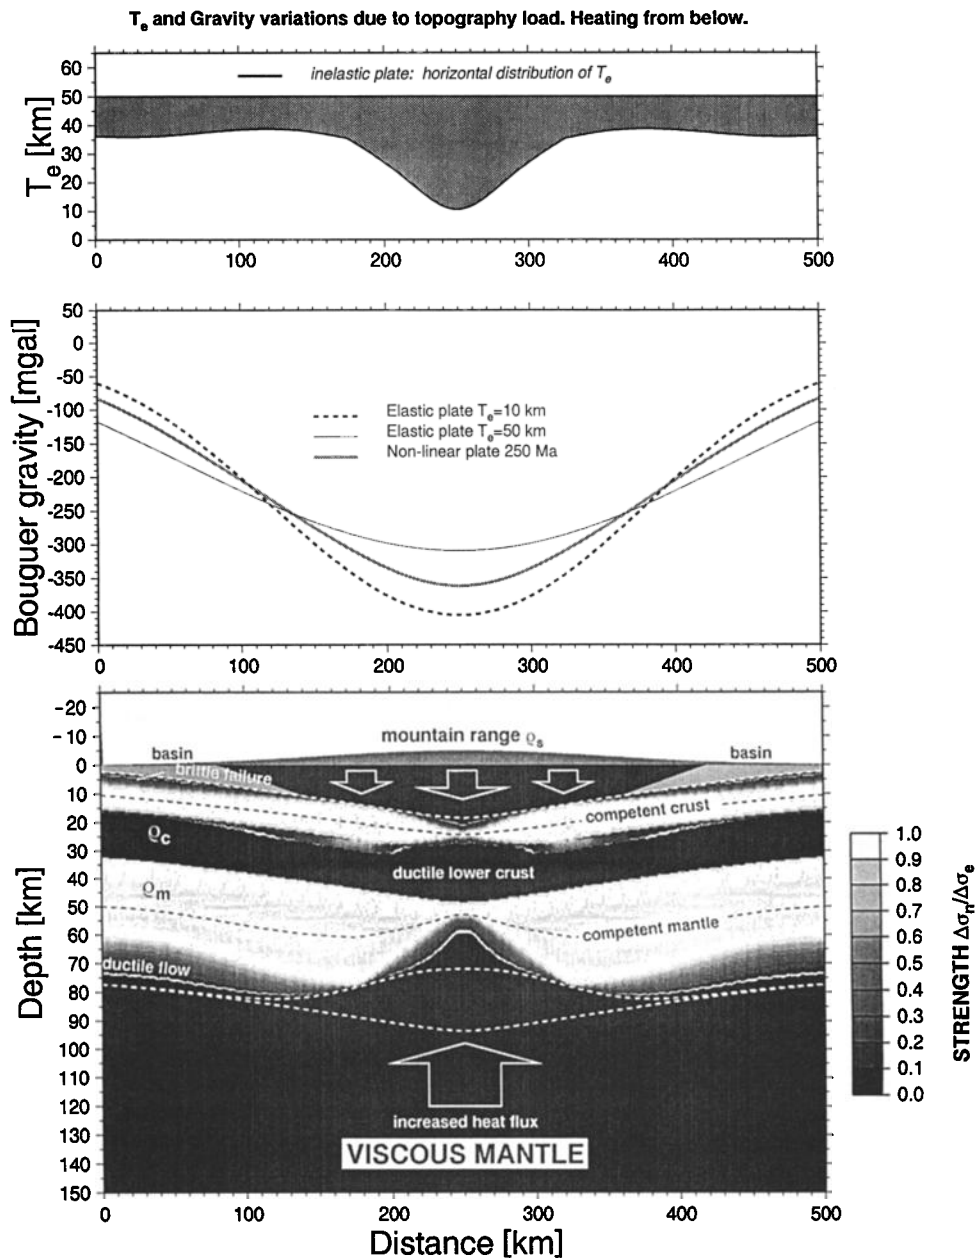 Te and Gravity variations due to topography load. Heating from below.
inelastic plate: horizontal distribution of Te
Te [km]
60
50
40
30
20
10
0
0 100 200 300 400 500
Bouguer gravity [mgal]
50
0
-50
-100
-150
-200
-250
-300
-350
-400
-450
Elastic plate Te=10 km
Elastic plate Te=50 km
Non-linear plate 250 Ma
0 100 200 300 400 500
Depth [km]
-20
-10
0
10
20
30
40
50
60
70
80
90
100
110
120
130
140
150
mountain range ϱs
basin basin
brittle failure
competent crust
ϱc
ductile lower crust
ϱm
competent mantle
ductile flow
increased heat flux
VISCOUS MANTLE
0 100 200 300 400 500
Distance [km]
1.0
0.9
0.8
0.7
0.6
0.5
0.4
0.3
0.2
0.1
0.0
STRENGTH Δσn/Δσe